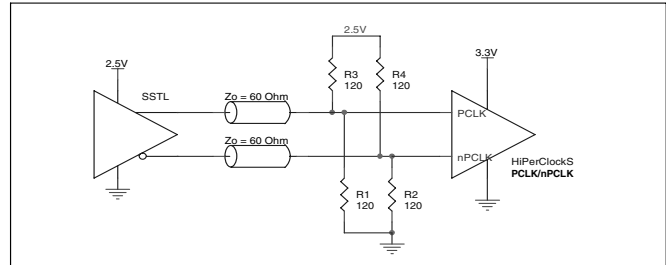 2.5V
3.3V
2.5V
SSTL
R3
120
R4
120
Zo = 60 Ohm
PCLK
Zo = 60 Ohm
nPCLK
HiPerClockS
PCLK/nPCLK
R1
120
R2
120